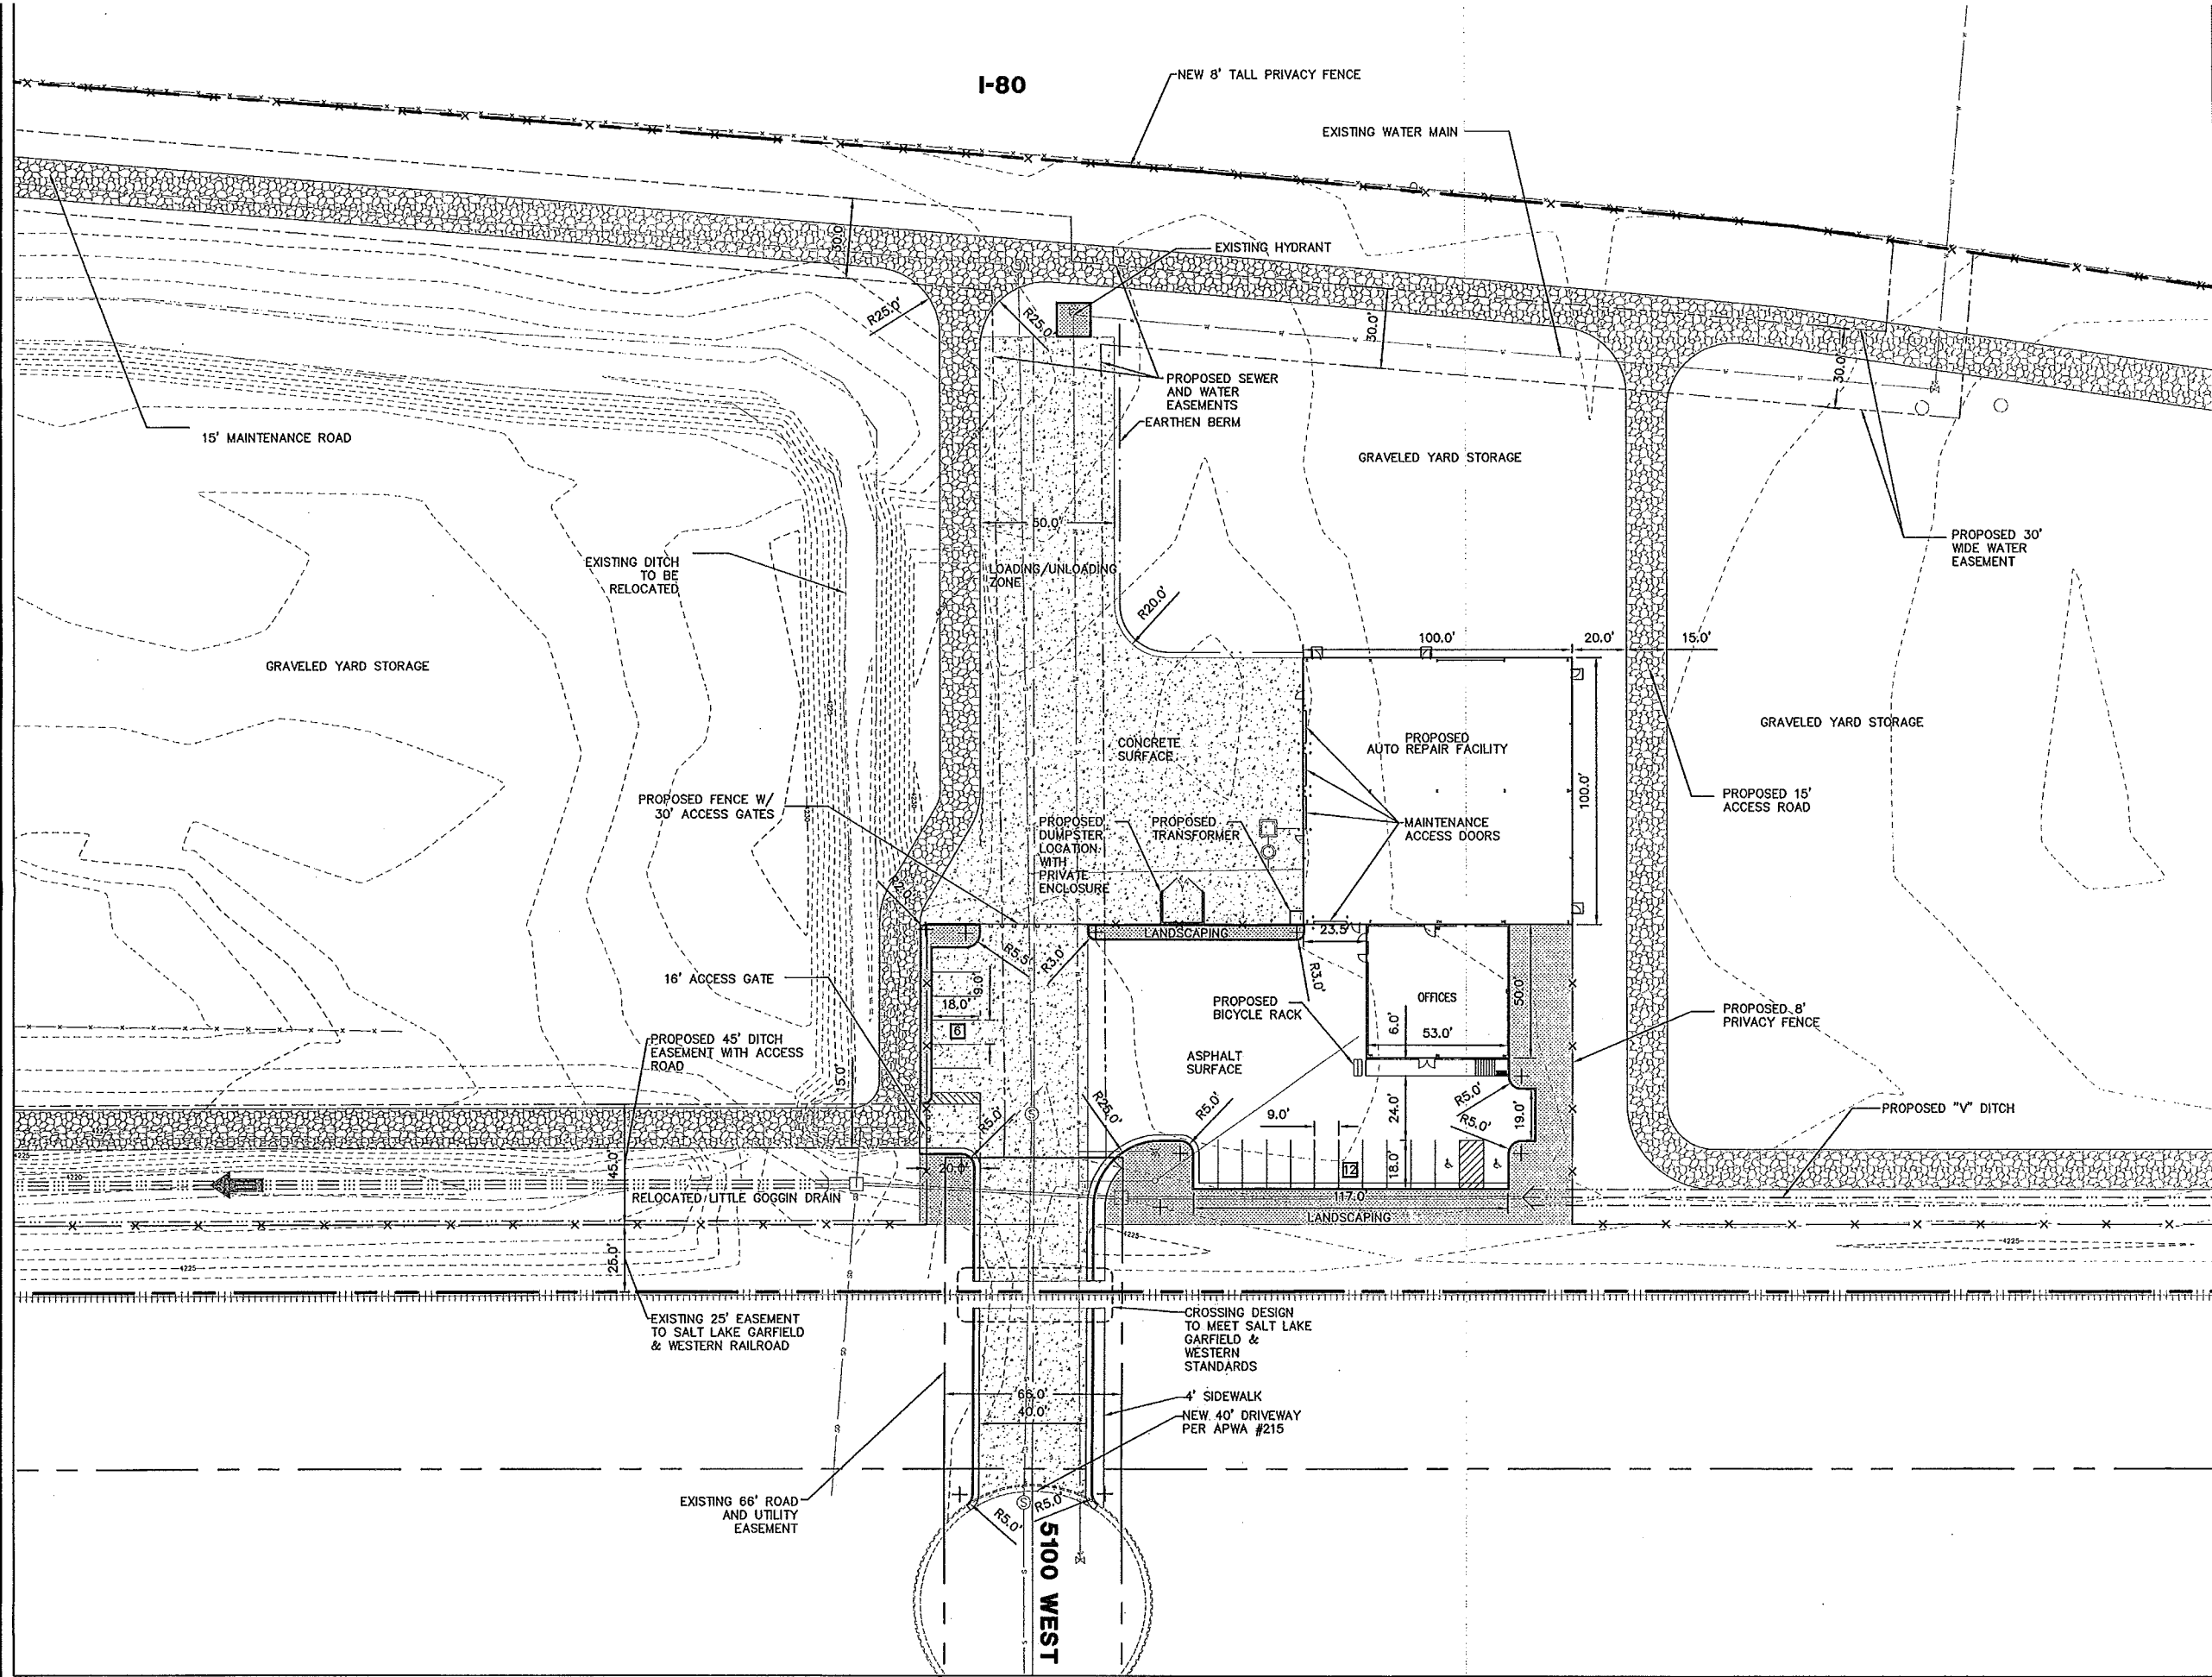 I-80
NEW 8' TALL PRIVACY FENCE
EXISTING WATER MAIN
EXISTING HYDRANT
30.0'
R25.0'
R25.0'
30.0'
30.0'
PROPOSED SEWER
AND WATER
EASEMENTS
EARTHEN BERM
15' MAINTENANCE ROAD
GRAVELED YARD STORAGE
50.0'
PROPOSED 30'
WIDE WATER
EASEMENT
EXISTING DITCH
TO BE
RELOCATED
LOADING/UNLOADING
ZONE
R20.0'
100.0'
20.0'
15.0'
GRAVELED YARD STORAGE
GRAVELED YARD STORAGE
CONCRETE
SURFACE
PROPOSED
AUTO REPAIR FACILITY
100.0'
PROPOSED 15'
ACCESS ROAD
PROPOSED FENCE W/
30' ACCESS GATES
PROPOSED
DUMPSTER
LOCATION
WITH
PRIVATE
ENCLOSURE
PROPOSED
TRANSFORMER
MAINTENANCE
ACCESS DOORS
LANDSCAPING
23.5'
R5.5'
R3.0'
R3.0'
16' ACCESS GATE
9.0'
18.0'
6
PROPOSED
BICYCLE RACK
OFFICES
50.0'
6.0'
53.0'
PROPOSED 8'
PRIVACY FENCE
PROPOSED 45' DITCH
EASEMENT WITH ACCESS
ROAD
15.0'
ASPHALT
SURFACE
R5.0'
R25.0'
R5.0'
9.0'
24.0'
R5.0'
R5.0'
19.0'
PROPOSED "V" DITCH
S
12
18.0'
45.0'
20.0'
RELOCATED LITTLE GOGGIN DRAIN
117.0'
LANDSCAPING
4225
4220
4225
4225
4225
25.0'
EXISTING 25' EASEMENT
TO SALT LAKE GARFIELD
& WESTERN RAILROAD
CROSSING DESIGN
TO MEET SALT LAKE
GARFIELD &
WESTERN
STANDARDS
66.0'
40.0'
4' SIDEWALK
NEW 40' DRIVEWAY
PER APWA #215
EXISTING 66' ROAD
AND UTILITY
EASEMENT
S
R5.0'
R5.0'
5100 WEST